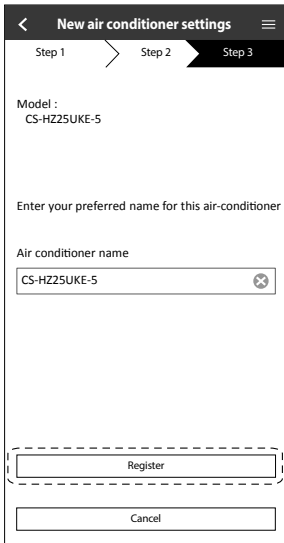 New air conditioner settings
Step 1
Step 2
Step 3
Model :
CS-HZ25UKE-5
Enter your preferred name for this air-conditioner
Air conditioner name
CS-HZ25UKE-5
Register
Cancel